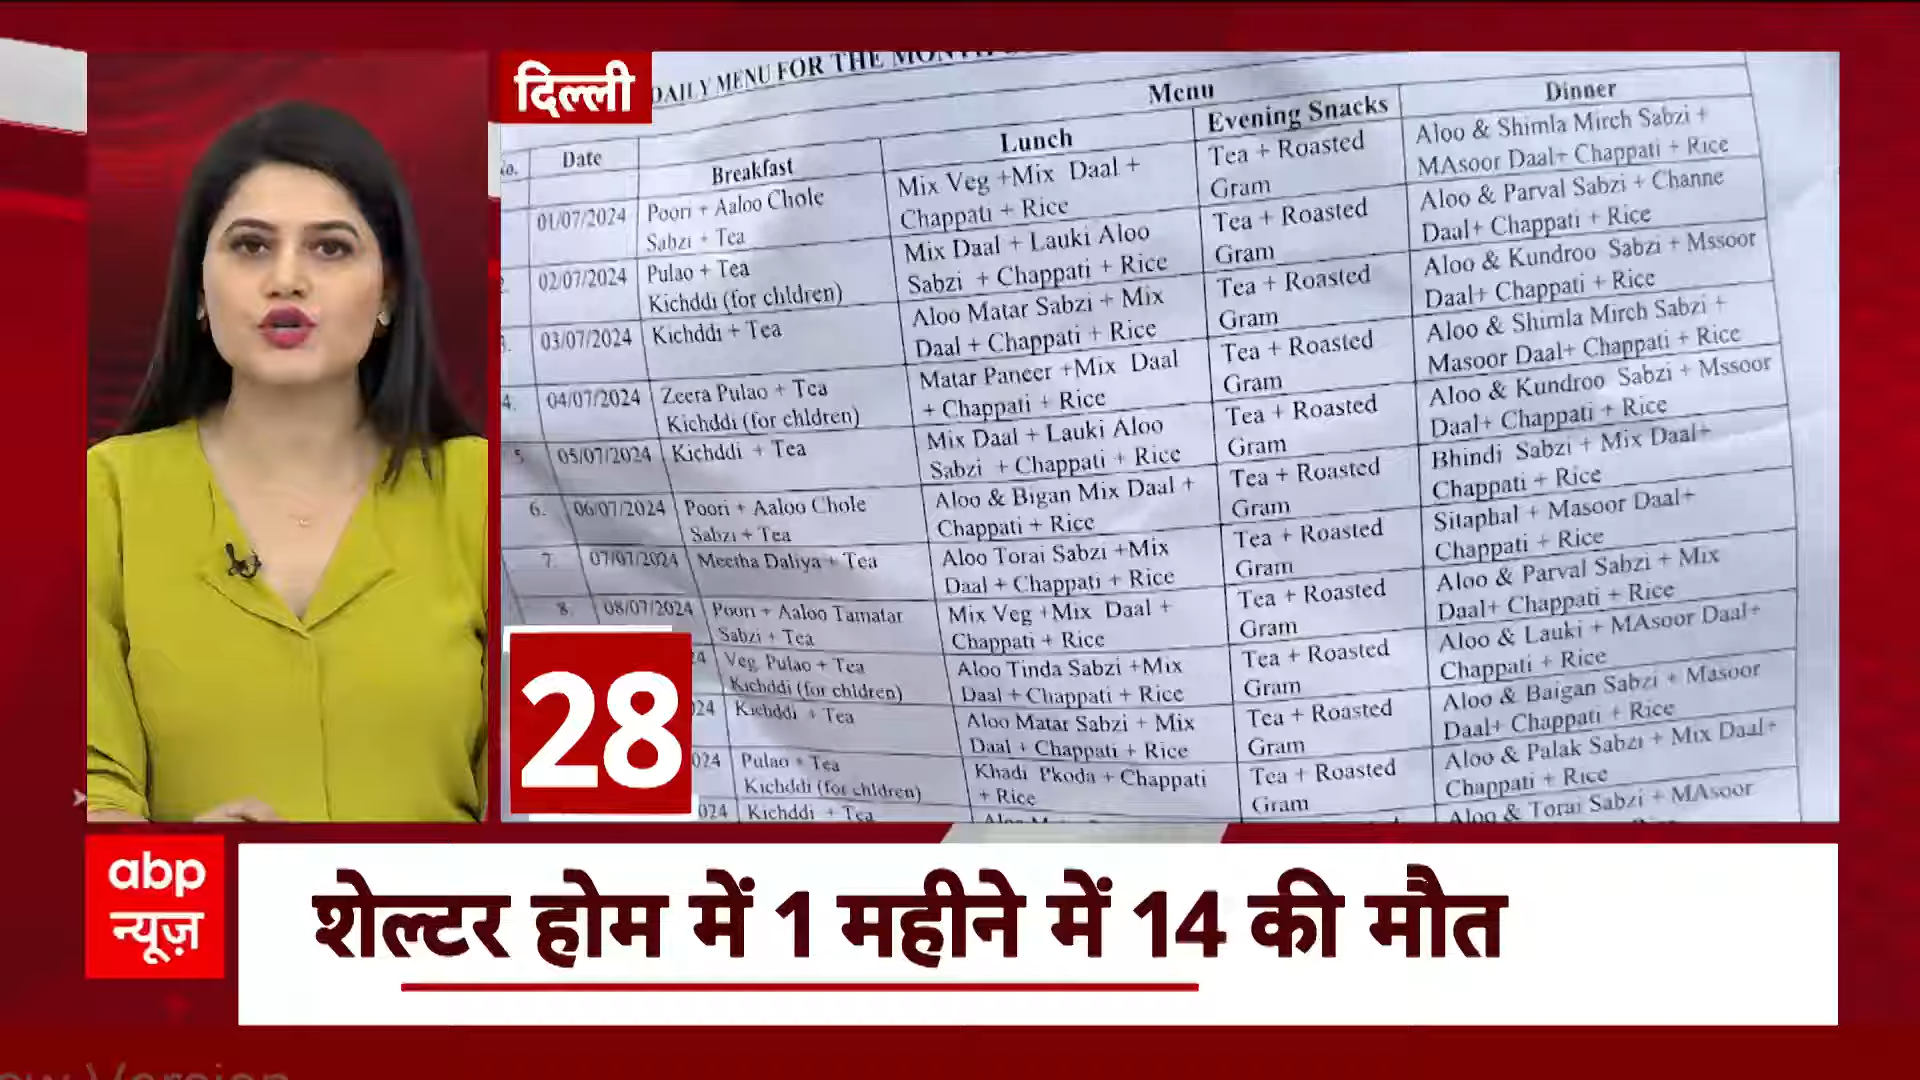 दिल्ली
DAILY MENU FOR THE
Menu
Date
Breakfast
Lunch
Evening Snacks
Dinner
01/07/2024
Poori + Aaloo Chole
Sabzi + Tea
Mix Veg +Mix Daal +
Chappati + Rice
Tea + Roasted
Gram
Aloo & Shimla Mirch Sabzi +
MAsoor Daal+ Chappati + Rice
02/07/2024
Pulao + Tea
Kichddi (for chldren)
Mix Daal + Lauki Aloo
Sabzi + Chappati + Rice
Tea + Roasted
Gram
Aloo & Parval Sabzi + Channe
Daal+ Chappati + Rice
03/07/2024
Kichddi + Tea
Aloo Matar Sabzi + Mix
Daal + Chappati + Rice
Tea + Roasted
Gram
Aloo & Kundroo Sabzi + Mssoor
Daal+ Chappati + Rice
4.
04/07/2024
Zeera Pulao + Tea
Kichddi (for chldren)
Matar Paneer +Mix Daal
+ Chappati + Rice
Tea + Roasted
Gram
Aloo & Shimla Mirch Sabzi +
Masoor Daal+ Chappati + Rice
5.
05/07/2024
Kichddi + Tea
Mix Daal + Lauki Aloo
Sabzi + Chappati + Rice
Tea + Roasted
Gram
Aloo & Kundroo Sabzi + Mssoor
Daal+ Chappati + Rice
6.
06/07/2024
Poori + Aaloo Chole
Sabzi + Tea
Aloo & Bigan Mix Daal +
Chappati + Rice
Tea + Roasted
Gram
Bhindi Sabzi + Mix Daal+
Chappati + Rice
7.
07/07/2024
Meetha Daliya + Tea
Aloo Torai Sabzi +Mix
Daal + Chappati + Rice
Tea + Roasted
Gram
Sitaphal + Masoor Daal+
Chappati + Rice
8.
08/07/2024
Poori + Aaloo Tamatar
Sabzi + Tea
Mix Veg +Mix Daal +
Chappati + Rice
Tea + Roasted
Gram
Aloo & Parval Sabzi + Mix
Daal+ Chappati + Rice
24
Veg. Pulao + Tea
Kichddi (for chldren)
Aloo Tinda Sabzi +Mix
Daal + Chappati + Rice
Tea + Roasted
Gram
Aloo & Lauki + MAsoor Daal+
Chappati + Rice
024
Kichddi + Tea
Aloo Matar Sabzi + Mix
Daal + Chappati + Rice
Tea + Roasted
Gram
Aloo & Baigan Sabzi + Masoor
Daal+ Chappati + Rice
024
Pulao + Tea
Kichddi (for chldren)
Khadi Pkoda + Chappati
+ Rice
Tea + Roasted
Gram
Aloo & Palak Sabzi + Mix Daal+
Chappati + Rice
024
Kichddi + Tea
Aloo & Torai Sabzi + MAsoor
28
abp
न्यूज़
शेल्टर होम में 1 महीने में 14 की मौत